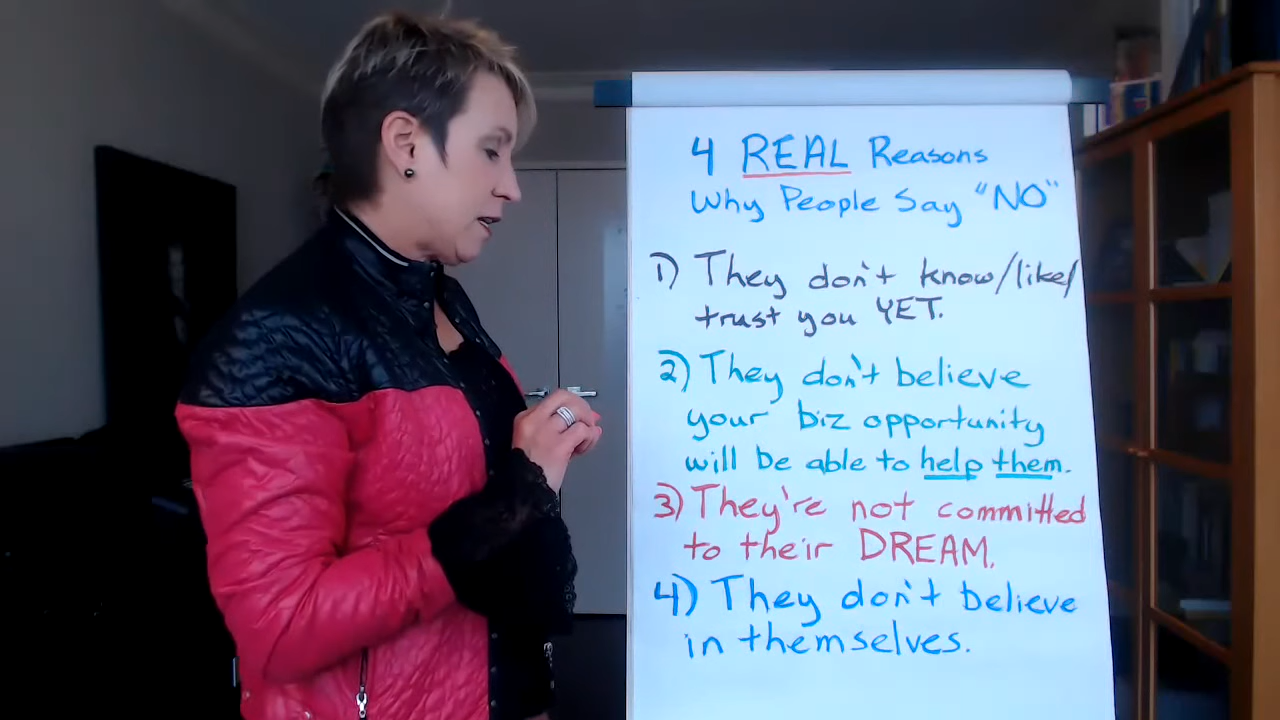 4 REAL Reasons
Why People Say "NO"
1) They don't know/like/
trust you YET.
2) They don't believe
your biz opportunity
will be able to help them.
3) They're not committed
to their DREAM.
4) They don't believe
in themselves.